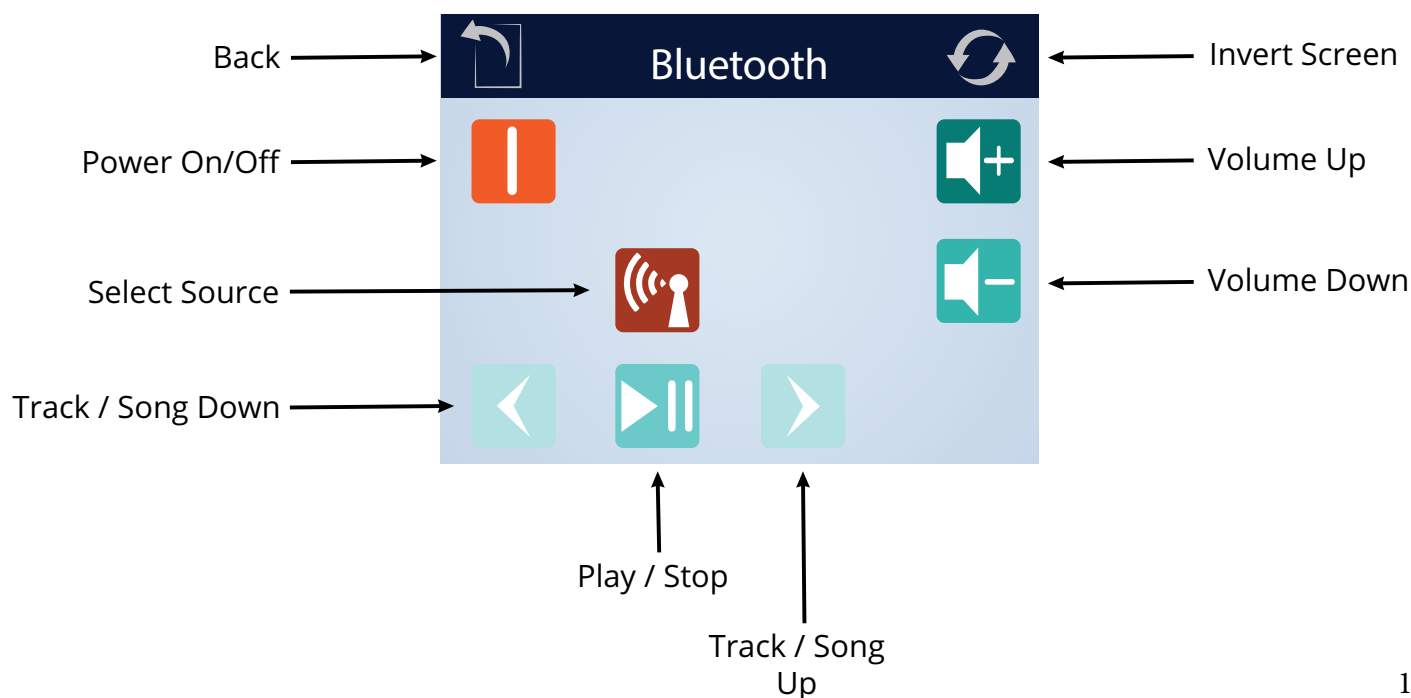 Back
Bluetooth
Invert Screen
Power On/Off
Volume Up
Select Source
Volume Down
Track / Song Down
Play / Stop
Track / Song
Up
1